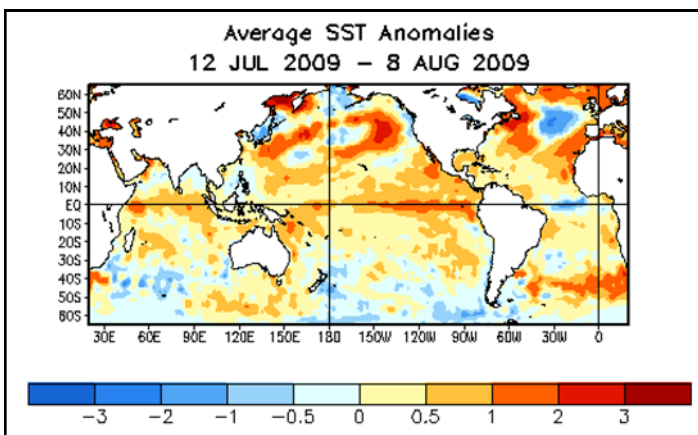 Average SST Anomalies
12 JUL 2009 – 8 AUG 2009
60N
50N
40N
30N
20N
10N
EQ
10S
20S
30S
40S
50S
60S
30E 60E 90E 120E 150E 180 150W 120W 90W 60W 30W 0
-3 -2 -1 -0.5 0 0.5 1 2 3